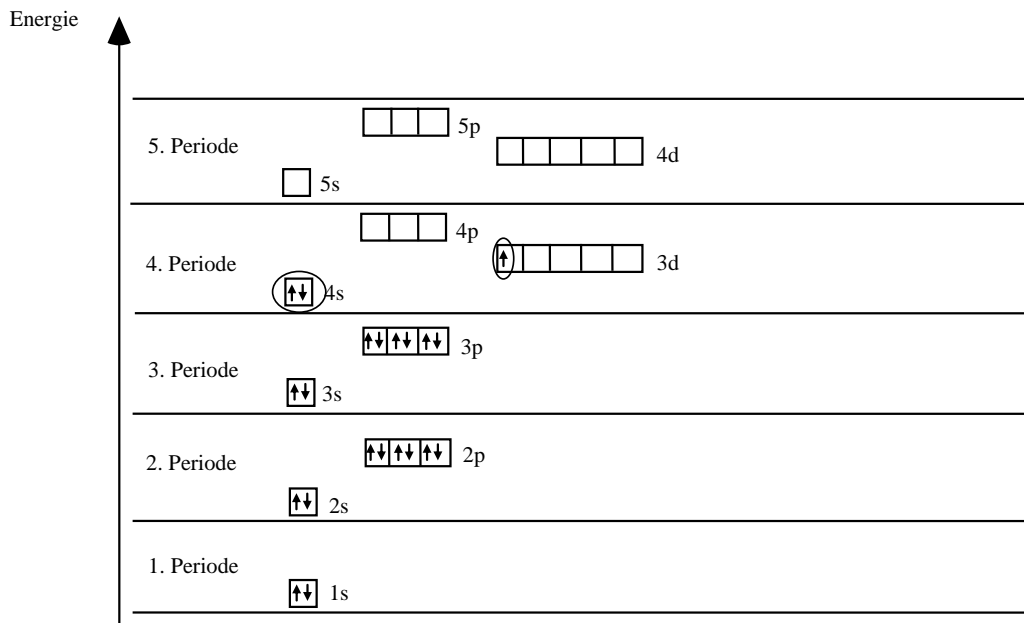 Energie
5p
5. Periode
4d
5s
4p
4. Periode
3d
4s
3p
3. Periode
3s
2p
2. Periode
2s
1. Periode
1s